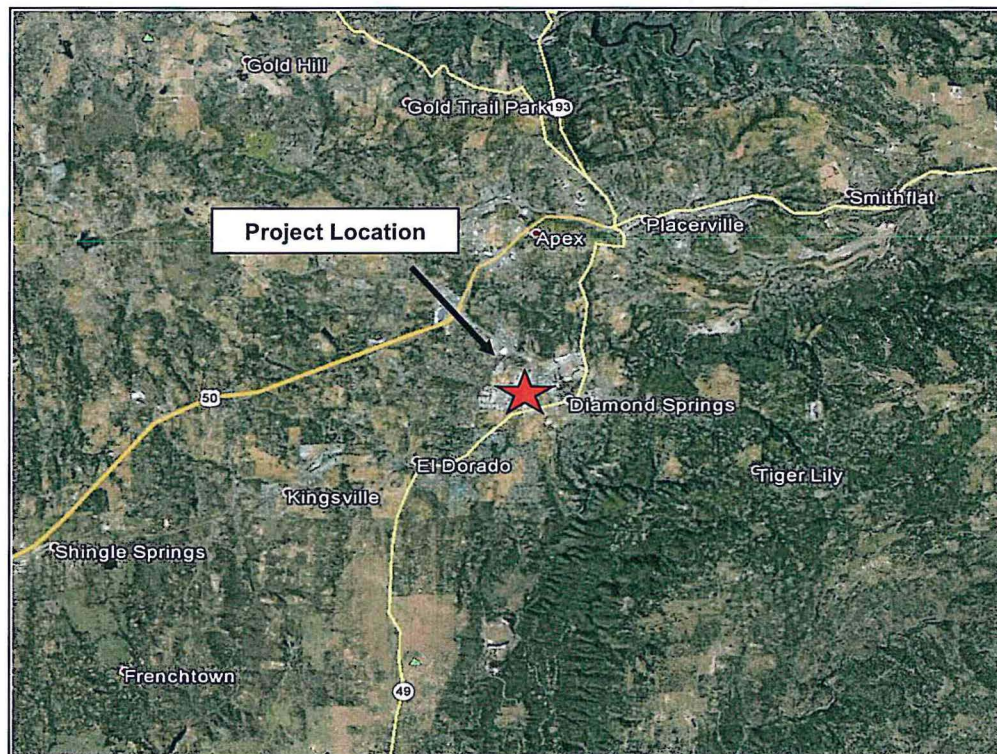 Gold Hill
Gold Trail Park
193
Smithflat
Project Location
Placerville
Apex
50
Diamond Springs
El Dorado
Tiger Lily
Kingsville
Shingle Springs
Frenchtown
49